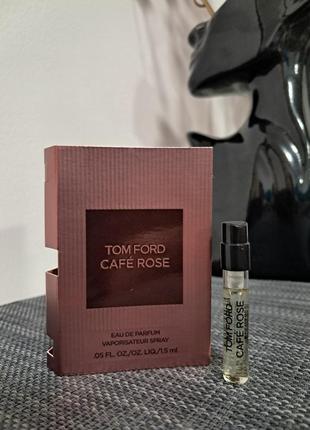 TOM FORD
CAFÉ ROSE
EAU DE PARFUM
VAPORISATEUR SPRAY
.05 FL. OZ./OZ. LIQ./1.5 ml
TOM FORD
CAFÉ ROSE